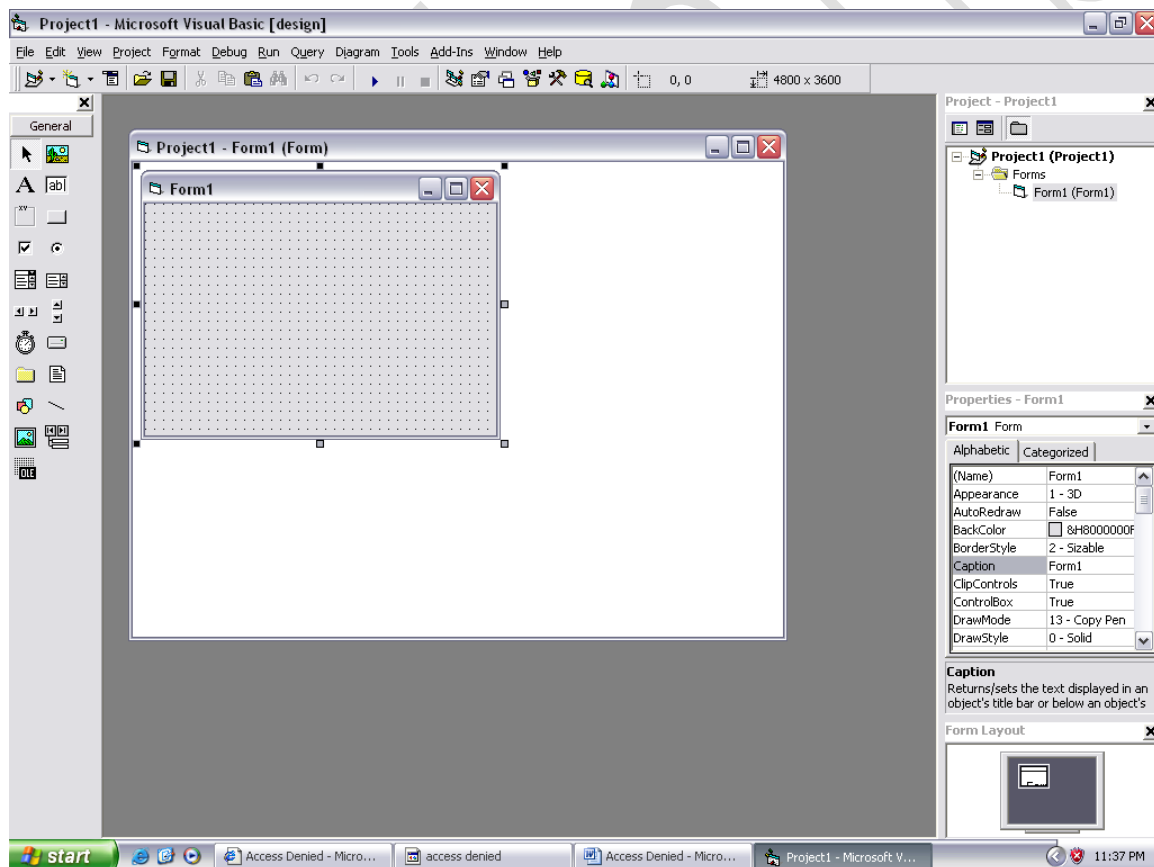 Project1 - Microsoft Visual Basic [design]
File Edit View Project Format Debug Run Query Diagram Tools Add-Ins Window Help
0, 0 4800 x 3600
General
A ab|
xy
OLE
Project1 - Form1 (Form)
Form1
Project - Project1
Project1 (Project1)
Forms
Form1 (Form1)
Properties - Form1
Form1 Form
Alphabetic Categorized
(Name) Form1
Appearance 1 - 3D
AutoRedraw False
BackColor &H8000000F
BorderStyle 2 - Sizable
Caption Form1
ClipControls True
ControlBox True
DrawMode 13 - Copy Pen
DrawStyle 0 - Solid
Caption
Returns/sets the text displayed in an
object's title bar or below an object's
Form Layout
start Access Denied - Micro... access denied Access Denied - Micro... Project1 - Microsoft V... 11:37 PM